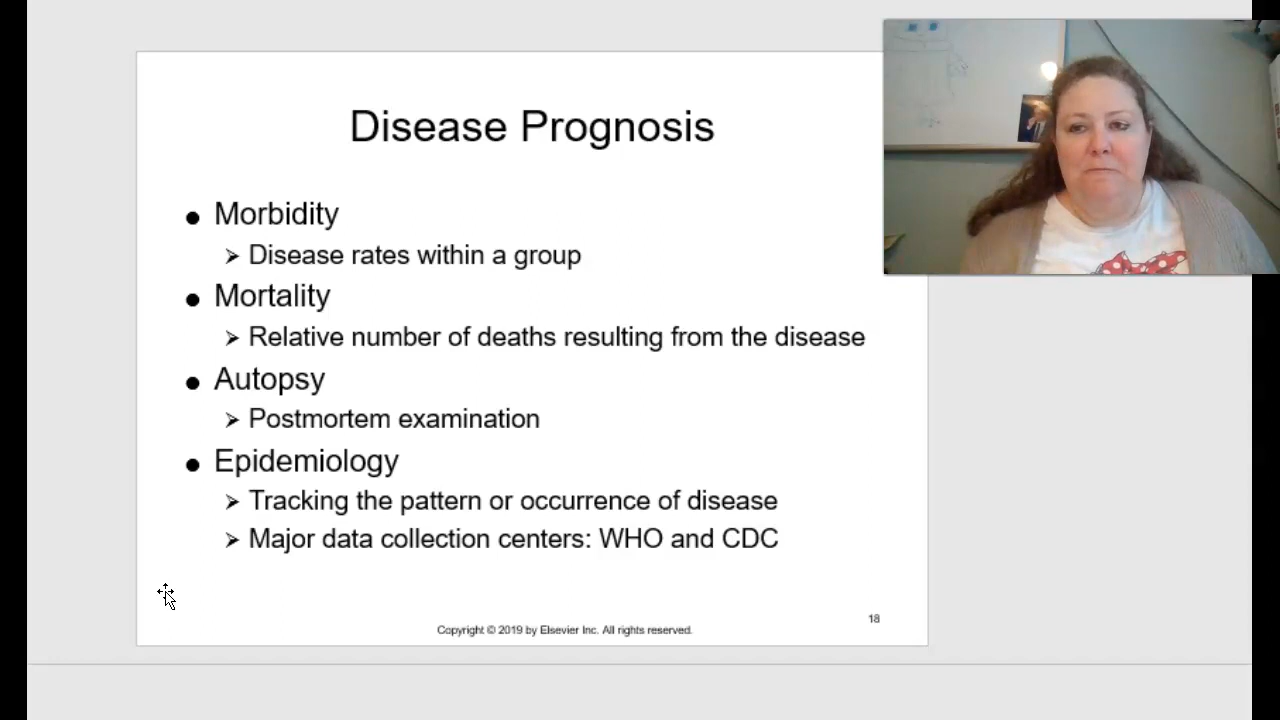 Disease Prognosis
● Morbidity
➢ Disease rates within a group
● Mortality
➢ Relative number of deaths resulting from the disease
● Autopsy
➢ Postmortem examination
● Epidemiology
➢ Tracking the pattern or occurrence of disease
➢ Major data collection centers: WHO and CDC
18
Copyright © 2019 by Elsevier Inc. All rights reserved.